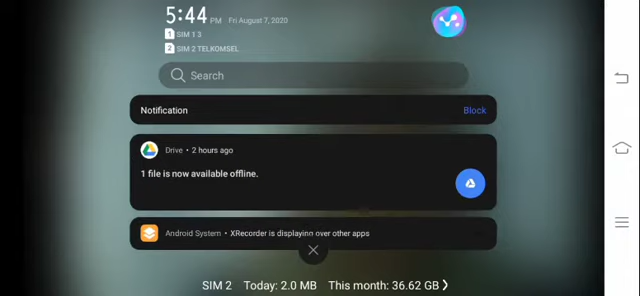 5:44 PM Fri August 7, 2020
1 SIM 1 3
2 SIM 2 TELKOMSEL
Search
Notification Block
Drive • 2 hours ago
1 file is now available offline.
Android System • XRecorder is displaying over other apps
SIM 2 Today: 2.0 MB This month: 36.62 GB ❯